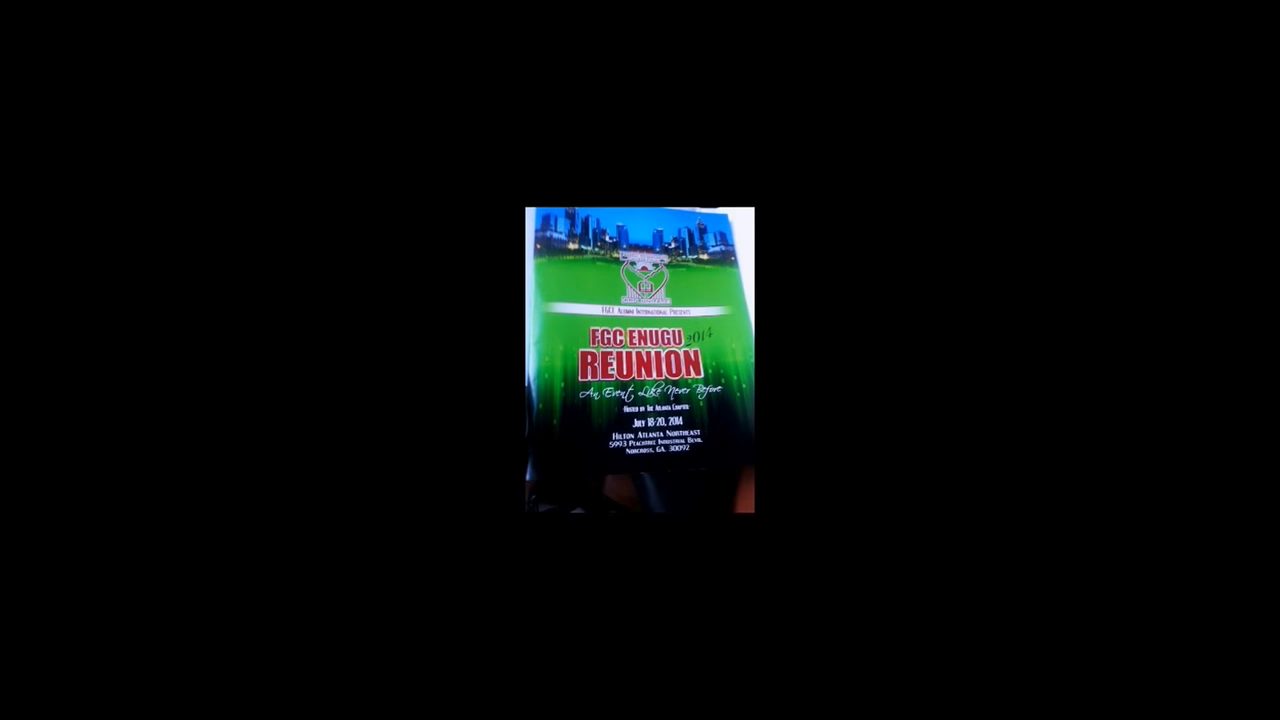 Alumni International Presents
FGC ENUGU 2014
REUNION
An Event Like Never Before
Hosted by The Atlanta Chapter
July 18-20, 2014
Hilton Atlanta Northeast
5993 Peachtree Industrial Blvd.
Norcross, GA. 30092